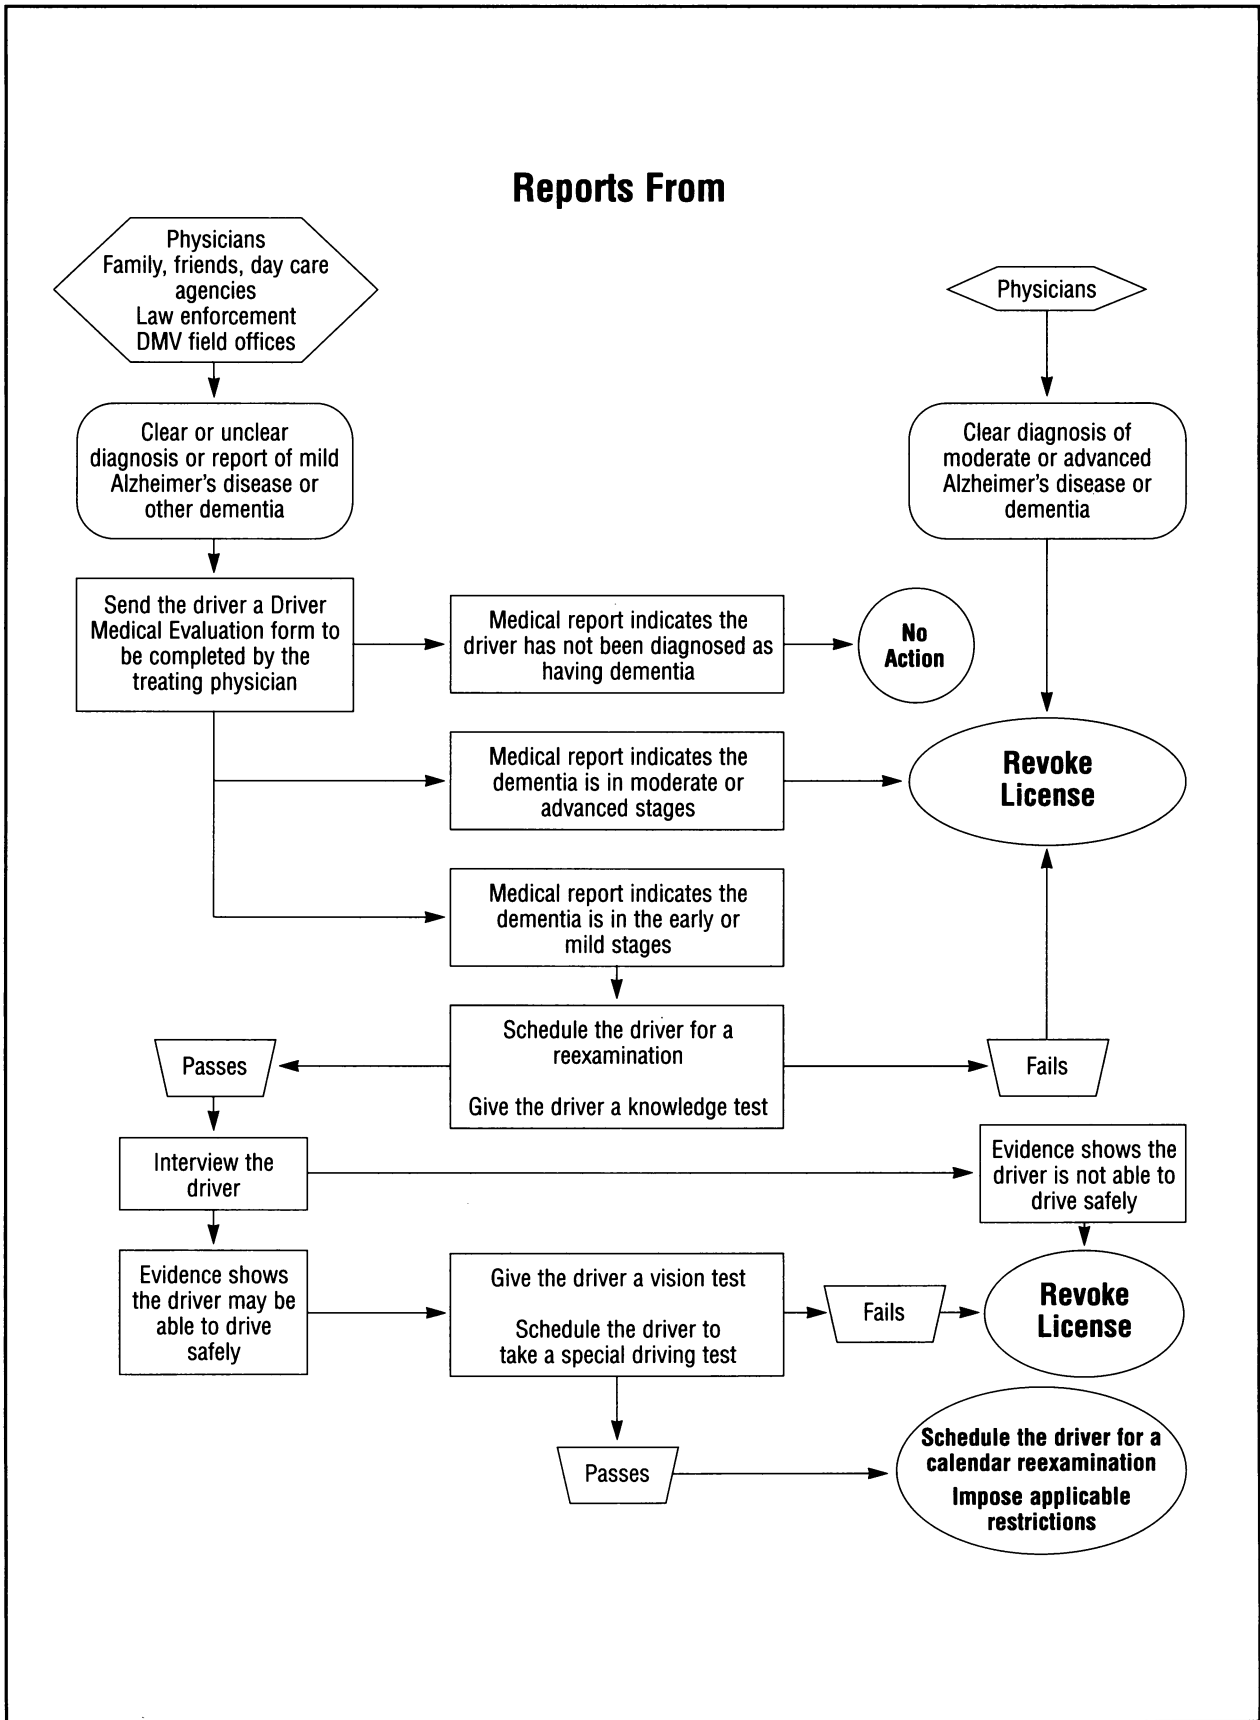 Reports From
Physicians
Family, friends, day care
agencies
Law enforcement
DMV field offices
Physicians
Clear or unclear
diagnosis or report of mild
Alzheimer's disease or
other dementia
Clear diagnosis of
moderate or advanced
Alzheimer's disease or
dementia
Send the driver a Driver
Medical Evaluation form to
be completed by the
treating physician
Medical report indicates the
driver has not been diagnosed as
having dementia
No
Action
Medical report indicates the
dementia is in moderate or
advanced stages
Revoke
License
Medical report indicates the
dementia is in the early or
mild stages
Schedule the driver for a
reexamination
Give the driver a knowledge test
Passes
Fails
Interview the
driver
Evidence shows the
driver is not able to
drive safely
Evidence shows
the driver may be
able to drive
safely
Give the driver a vision test
Schedule the driver to
take a special driving test
Fails
Revoke
License
Passes
Schedule the driver for a
calendar reexamination
Impose applicable
restrictions